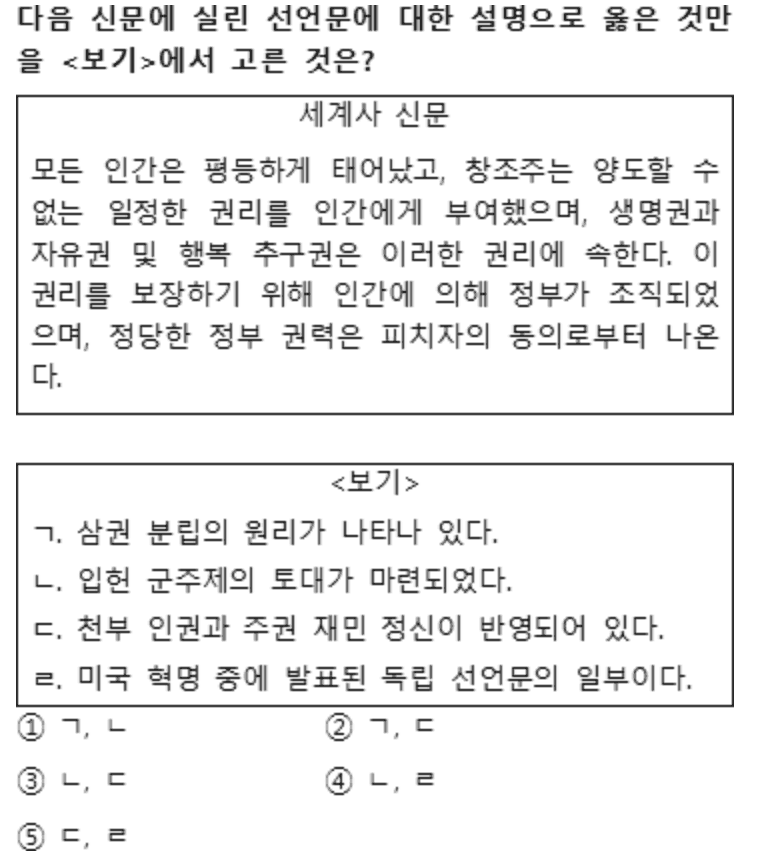 다음 신문에 실린 선언문에 대한 설명으로 옳은 것만
을 <보기>에서 고른 것은?
세계사 신문
모든 인간은 평등하게 태어났고, 창조주는 양도할 수
없는 일정한 권리를 인간에게 부여했으며, 생명권과
자유권 및 행복 추구권은 이러한 권리에 속한다. 이
권리를 보장하기 위해 인간에 의해 정부가 조직되었
으며, 정당한 정부 권력은 피치자의 동의로부터 나온
다.
<보기>
ㄱ. 삼권 분립의 원리가 나타나 있다.
ㄴ. 입헌 군주제의 토대가 마련되었다.
ㄷ. 천부 인권과 주권 재민 정신이 반영되어 있다.
ㄹ. 미국 혁명 중에 발표된 독립 선언문의 일부이다.
① ㄱ, ㄴ ② ㄱ, ㄷ
③ ㄴ, ㄷ ④ ㄴ, ㄹ
⑤ ㄷ, ㄹ